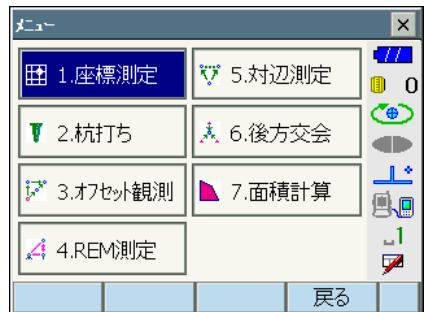 ﾒﾆｭｰ
1.座標測定
5.対辺測定
0
2.杭打ち
6.後方交会
3.ｵﾌｾｯﾄ観測
7.面積計算
4.REM測定
1
戻る